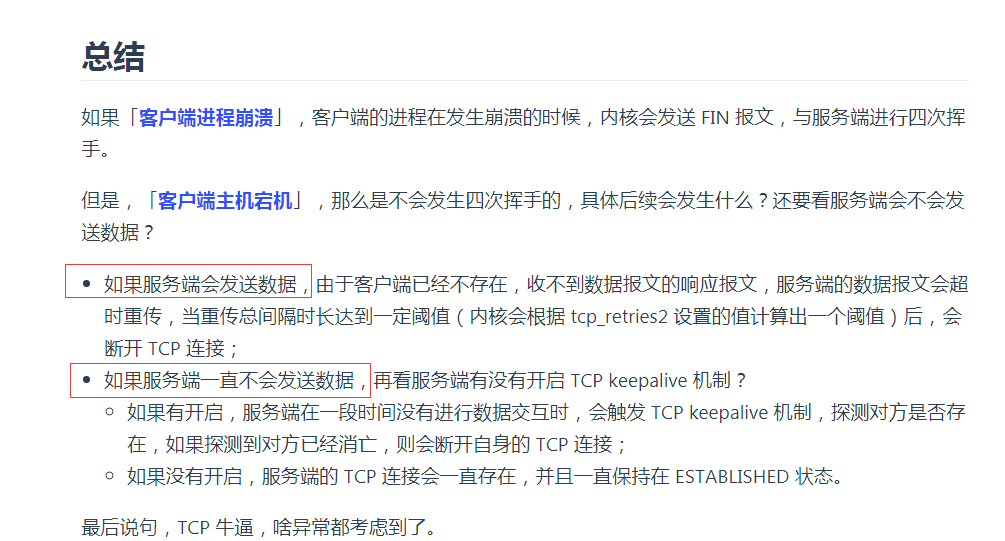 总结
如果「客户端进程崩溃」，客户端的进程在发生崩溃的时候，内核会发送 FIN 报文，与服务端进行四次挥
手。
但是，「客户端主机宕机」，那么是不会发生四次挥手的，具体后续会发生什么？还要看服务端会不会发
送数据？
如果服务端会发送数据，由于客户端已经不存在，收不到数据报文的响应报文，服务端的数据报文会超
时重传，当重传总间隔时长达到一定阈值（内核会根据 tcp_retries2 设置的值计算出一个阈值）后，会
断开 TCP 连接；
如果服务端一直不会发送数据，再看服务端有没有开启 TCP keepalive 机制？
如果有开启，服务端在一段时间没有进行数据交互时，会触发 TCP keepalive 机制，探测对方是否存
在，如果探测到对方已经消亡，则会断开自身的 TCP 连接；
如果没有开启，服务端的 TCP 连接会一直存在，并且一直保持在 ESTABLISHED 状态。
最后说句，TCP 牛逼，啥异常都考虑到了。